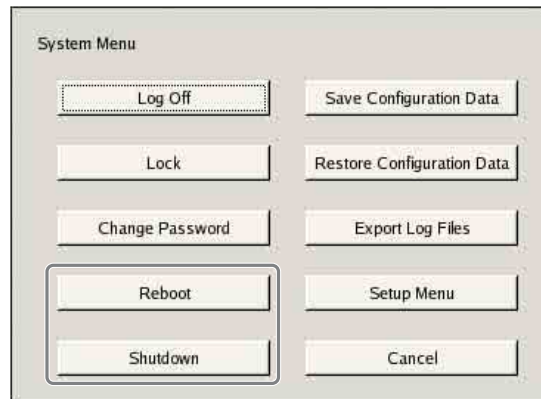 System Menu
Log Off
Save Configuration Data
Lock
Restore Configuration Data
Change Password
Export Log Files
Reboot
Setup Menu
Shutdown
Cancel